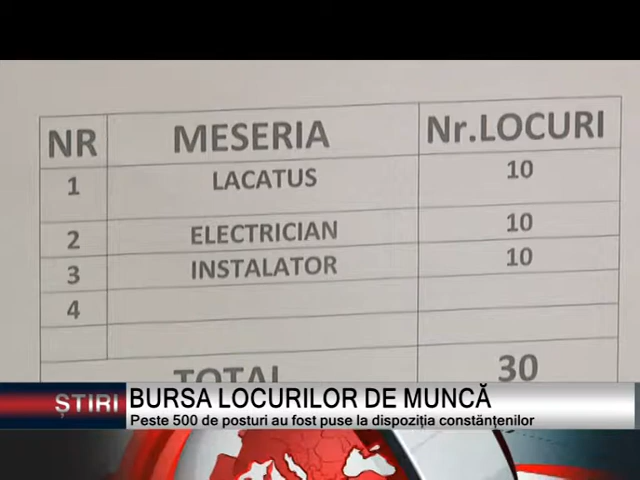 NR MESERIA Nr.LOCURI
1 LACATUS 10
2 ELECTRICIAN 10
3 INSTALATOR 10
4
TOTAL 30
ȘTIRI
BURSA LOCURILOR DE MUNCĂ
Peste 500 de posturi au fost puse la dispoziția constănțenilor